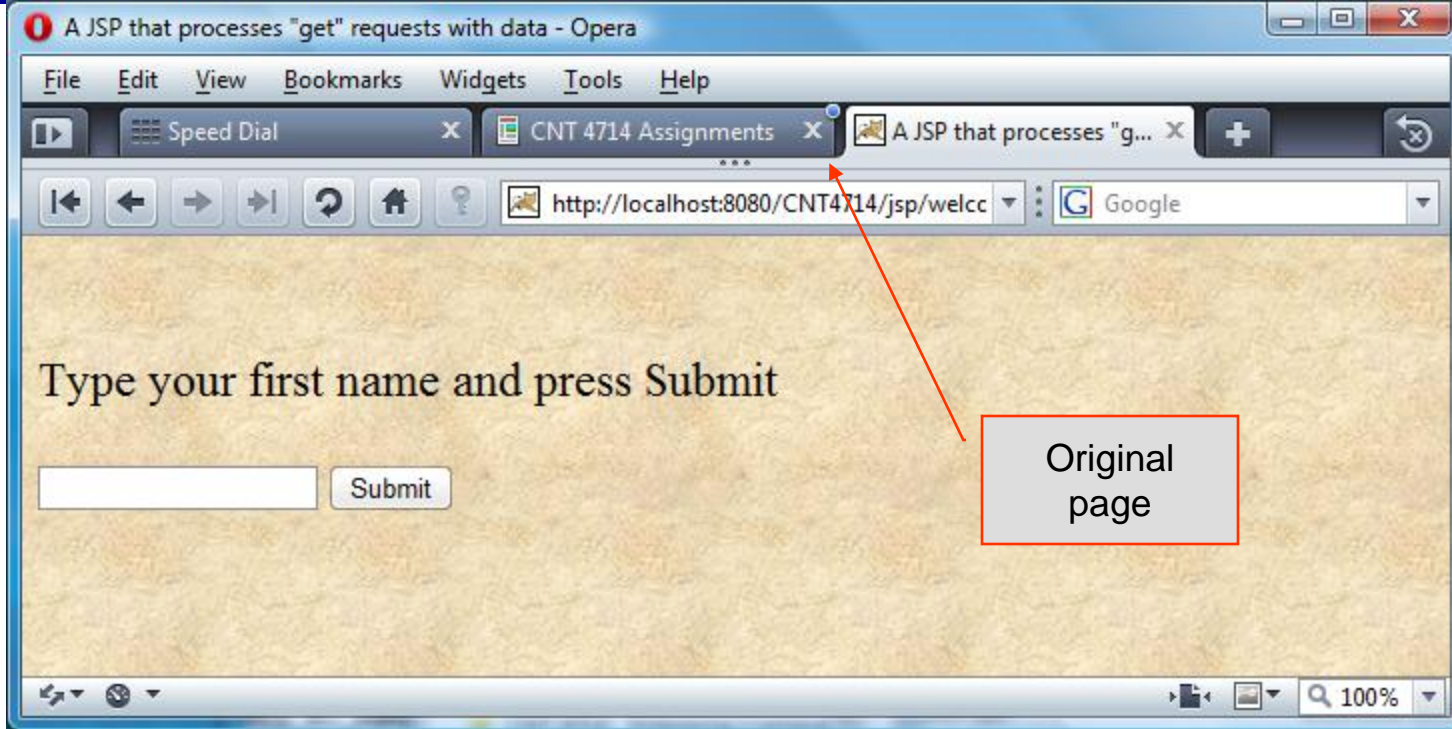 A JSP that processes "get" requests with data - Opera
File Edit View Bookmarks Widgets Tools Help
Speed Dial
CNT 4714 Assignments
A JSP that processes "g...
http://localhost:8080/CNT4714/jsp/welcc
Google
Type your first name and press Submit
Submit
Original
page
100%